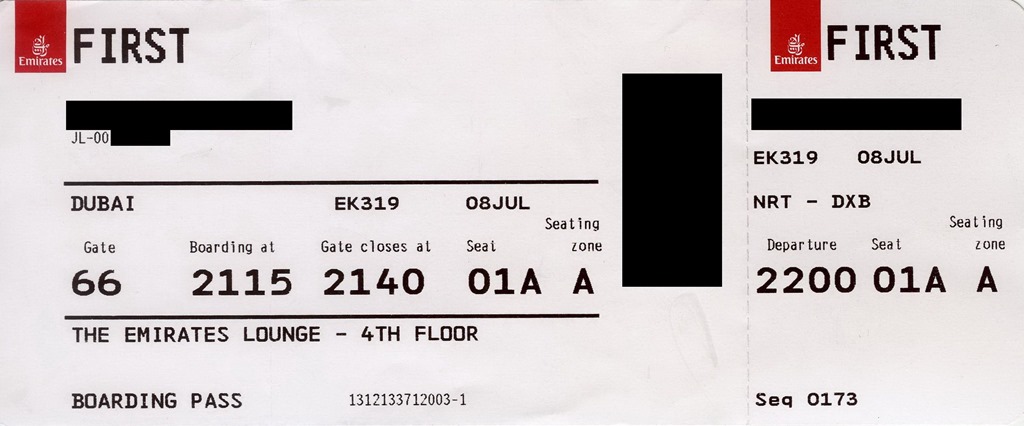 Emirates FIRST
JL-00
DUBAI EK319 08JUL
Gate Boarding at Gate closes at Seat Seating zone
66 2115 2140 01A A
THE EMIRATES LOUNGE - 4TH FLOOR
BOARDING PASS 1312133712003-1
Emirates FIRST
EK319 08JUL
NRT - DXB
Departure Seat Seating zone
2200 01A A
Seq 0173